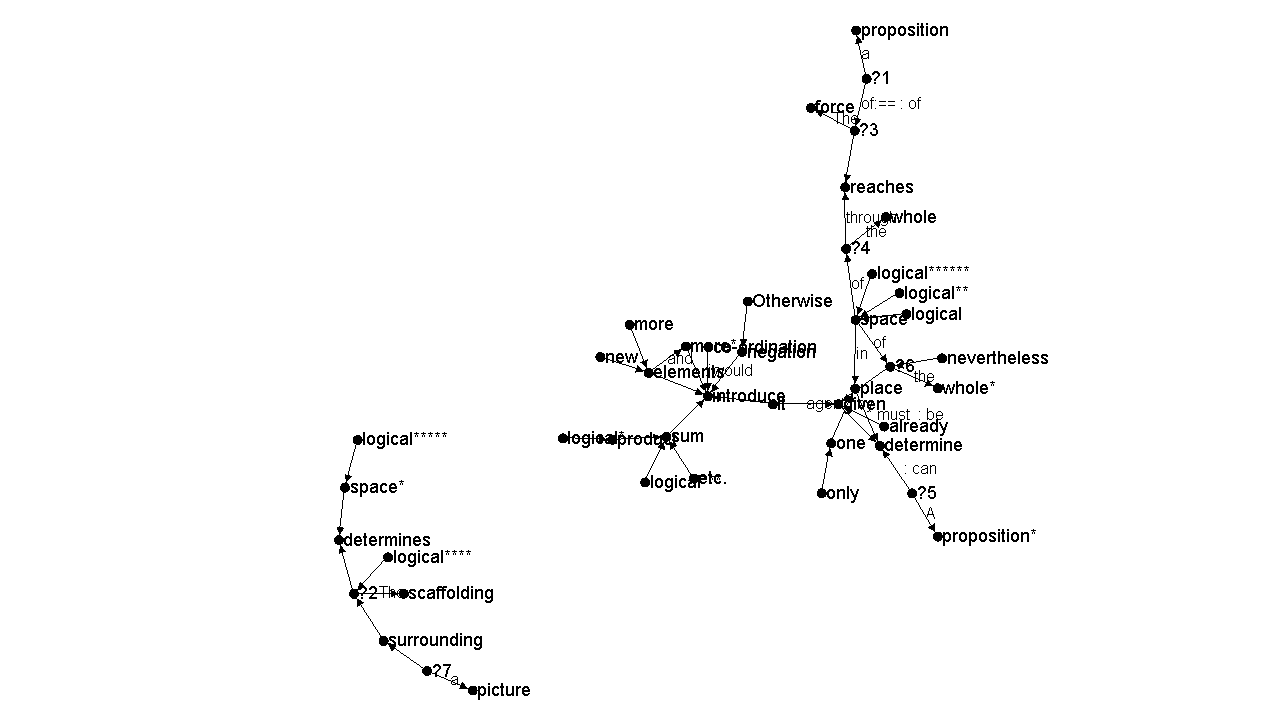 proposition
a
?1
of:== : of
force
The
?3
reaches
through
whole
the
?4
logical******
of
logical**
logical
space
Otherwise
more
of
more*
co-ordination
negation
in
new
and
nevertheless
?6
elements
would
the
place
whole*
introduce
it
given
must : be
already
logical*****
logical*
product
sum
one
determine
: can
logical***
etc.
space*
only
?5
A
determines
proposition*
logical****
?2
The
scaffolding
surrounding
?7
a
picture